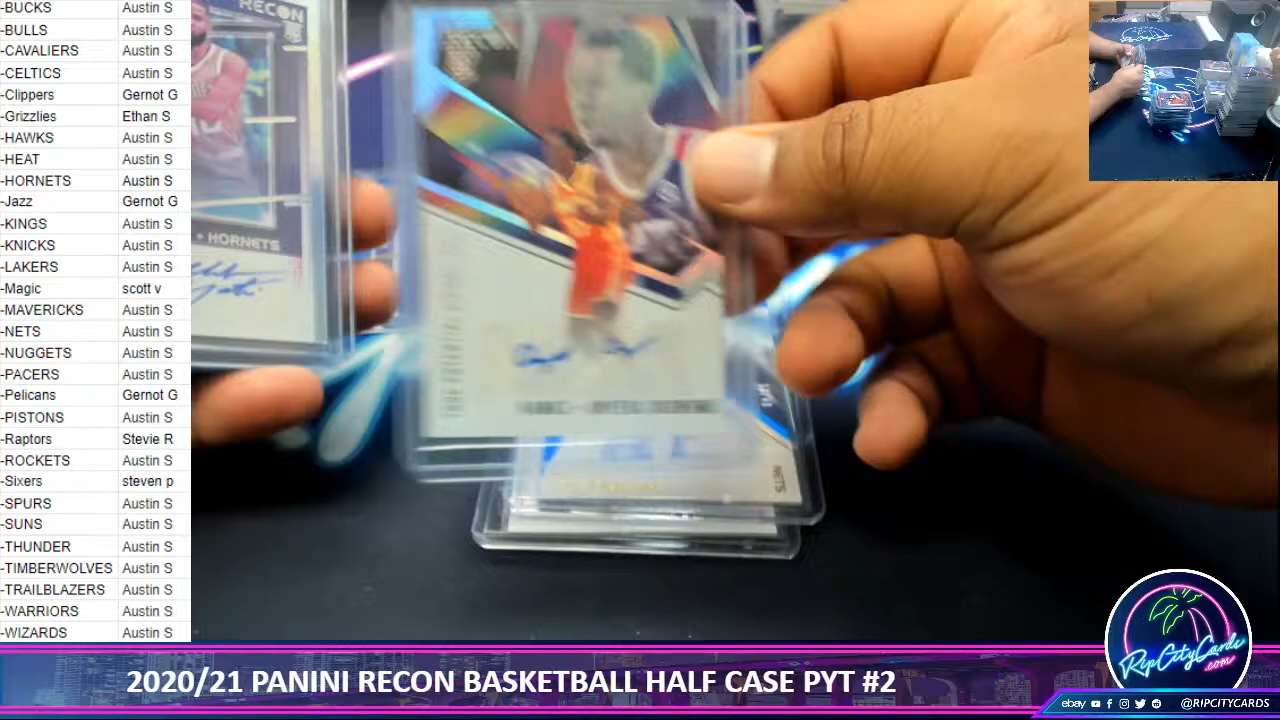 -BUCKS Austin S
-BULLS Austin S
-CAVALIERS Austin S
-CELTICS Austin S
-Clippers Gernot G
-Grizzlies Ethan S
-HAWKS Austin S
-HEAT Austin S
-HORNETS Austin S
-Jazz Gernot G
-KINGS Austin S
-KNICKS Austin S
-LAKERS Austin S
-Magic scott v
-MAVERICKS Austin S
-NETS Austin S
-NUGGETS Austin S
-PACERS Austin S
-Pelicans Gernot G
-PISTONS Austin S
-Raptors Stevie R
-ROCKETS Austin S
-Sixers steven p
-SPURS Austin S
-SUNS Austin S
-THUNDER Austin S
-TIMBERWOLVES Austin S
-TRAILBLAZERS Austin S
-WARRIORS Austin S
-WIZARDS Austin S
RECON
HORNETS
NETS
RipCityCards
.com
2020/21 PANINI RECON BASKETBALL HALF CASE PYT #2
ebay @RIPCITYCARDS